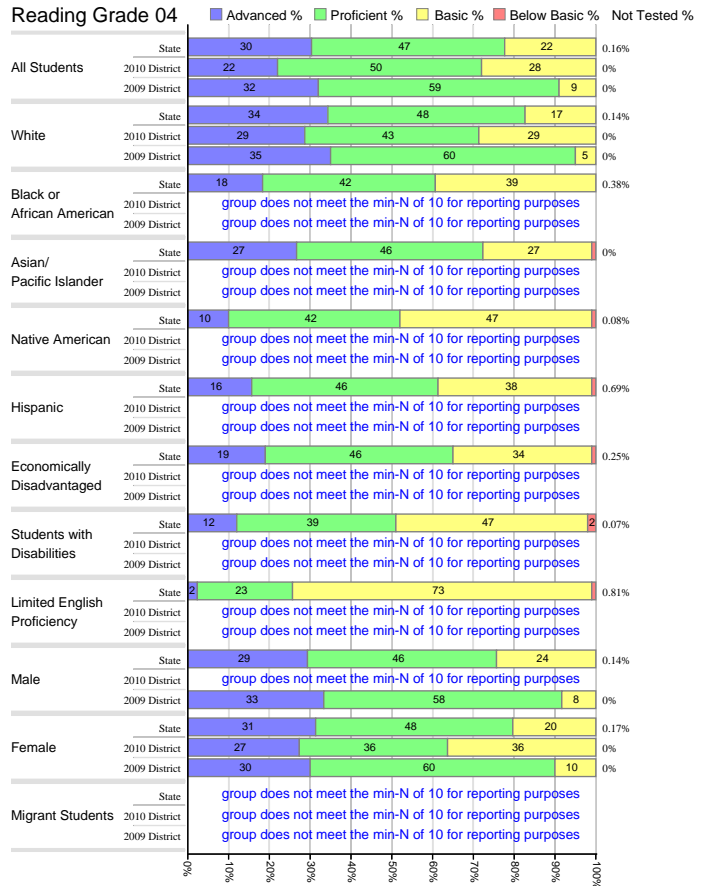 Reading Grade 04
Advanced % Proficient % Basic % Below Basic % Not Tested %
All Students
State 30 47 22 0.16%
2010 District 22 50 28 0%
2009 District 32 59 9 0%
White
State 34 48 17 0.14%
2010 District 29 43 29 0%
2009 District 35 60 5 0%
Black or
African American
State 18 42 39 0.38%
2010 District group does not meet the min-N of 10 for reporting purposes
2009 District group does not meet the min-N of 10 for reporting purposes
Asian/
Pacific Islander
State 27 46 27 0%
2010 District group does not meet the min-N of 10 for reporting purposes
2009 District group does not meet the min-N of 10 for reporting purposes
Native American
State 10 42 47 0.08%
2010 District group does not meet the min-N of 10 for reporting purposes
2009 District group does not meet the min-N of 10 for reporting purposes
Hispanic
State 16 46 38 0.69%
2010 District group does not meet the min-N of 10 for reporting purposes
2009 District group does not meet the min-N of 10 for reporting purposes
Economically
Disadvantaged
State 19 46 34 0.25%
2010 District group does not meet the min-N of 10 for reporting purposes
2009 District group does not meet the min-N of 10 for reporting purposes
Students with
Disabilities
State 12 39 47 2 0.07%
2010 District group does not meet the min-N of 10 for reporting purposes
2009 District group does not meet the min-N of 10 for reporting purposes
Limited English
Proficiency
State 2 23 73 0.81%
2010 District group does not meet the min-N of 10 for reporting purposes
2009 District group does not meet the min-N of 10 for reporting purposes
Male
State 29 46 24 0.14%
2010 District group does not meet the min-N of 10 for reporting purposes
2009 District 33 58 8 0%
Female
State 31 48 20 0.17%
2010 District 27 36 36 0%
2009 District 30 60 10 0%
Migrant Students
State group does not meet the min-N of 10 for reporting purposes
2010 District group does not meet the min-N of 10 for reporting purposes
2009 District group does not meet the min-N of 10 for reporting purposes
0% 10% 20% 30% 40% 50% 60% 70% 80% 90% 100%